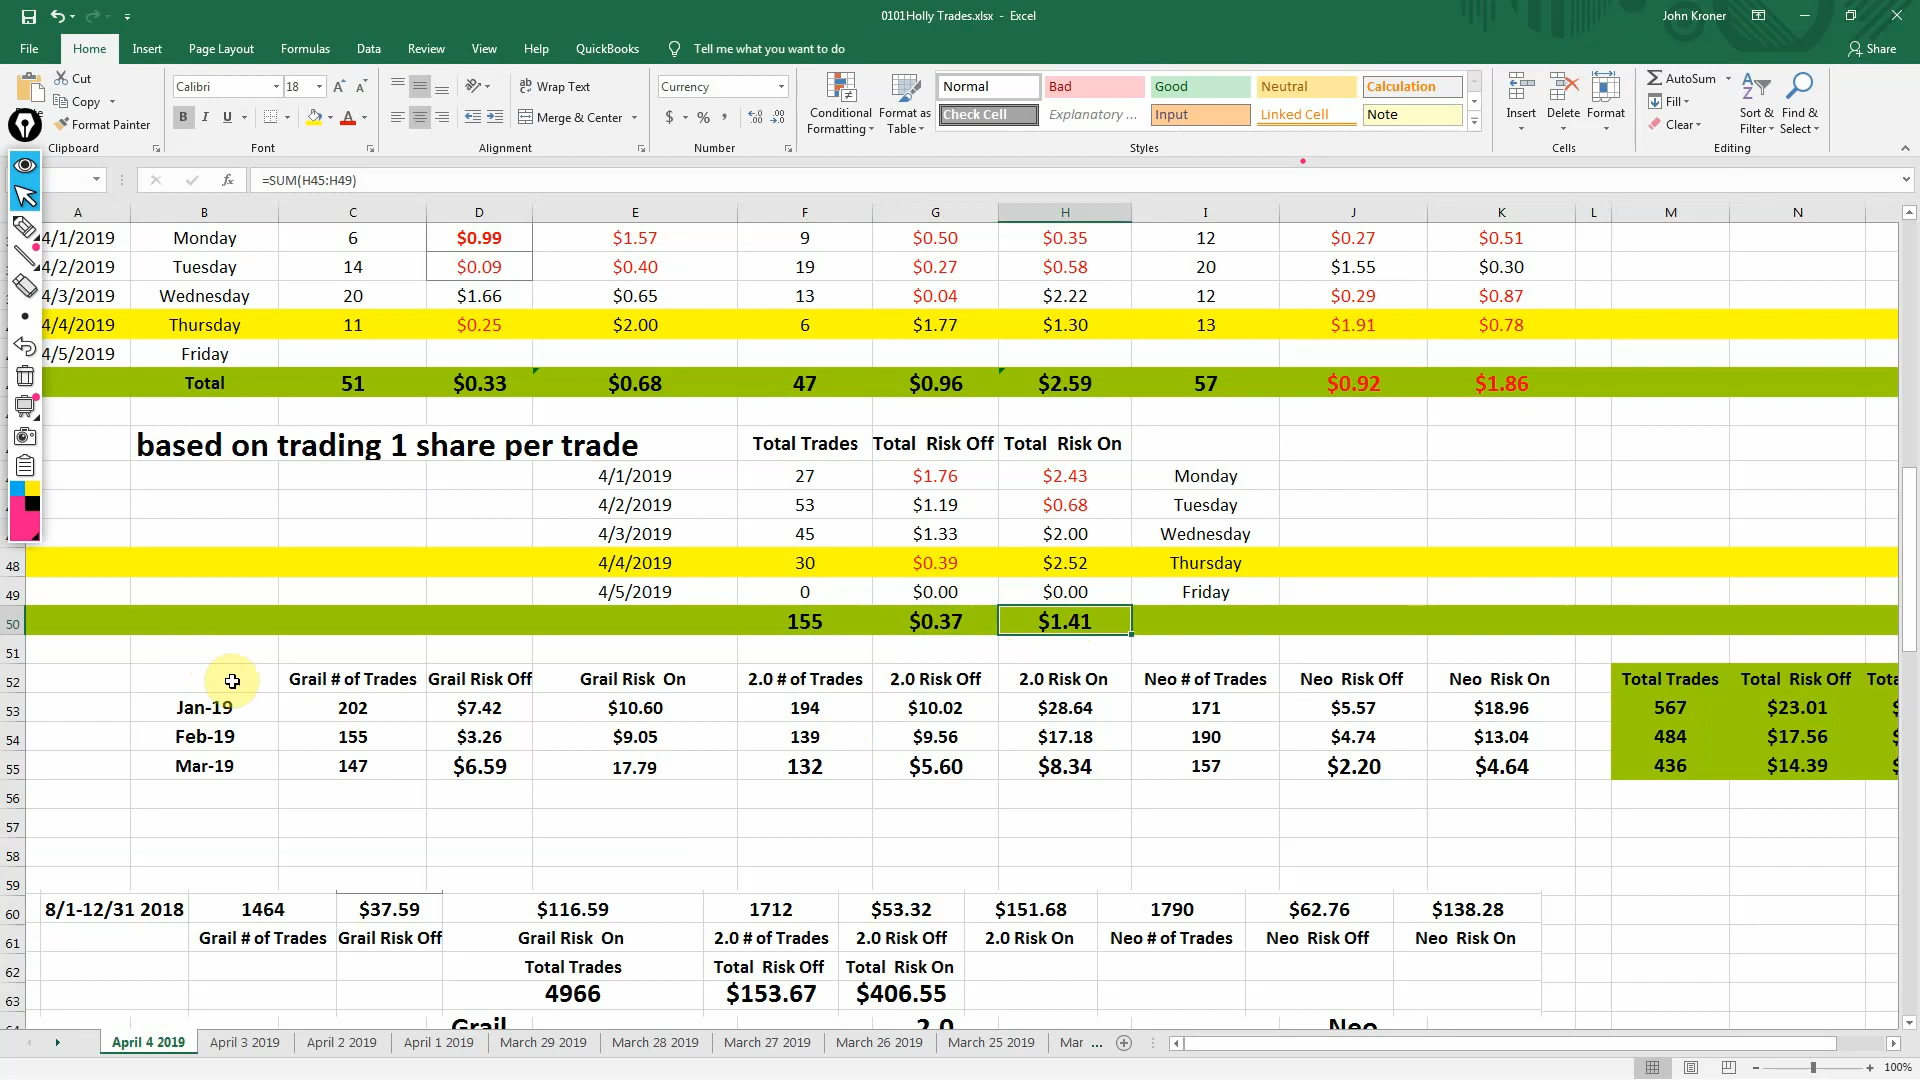 0101Holly Trades.xlsx - Excel
John Kroner
File Home Insert Page Layout Formulas Data Review View Help QuickBooks Tell me what you want to do
Share
Cut
Copy
Format Painter
Clipboard
Calibri 18
B I U
Font
Wrap Text
Merge & Center
Alignment
Currency
$ % ,
Number
Conditional Formatting
Format as Table
Normal Bad Good Neutral Calculation
Check Cell Explanatory ... Input Linked Cell Note
Styles
Insert Delete Format
Cells
AutoSum
Fill
Clear
Sort & Filter
Find & Select
Editing
=SUM(H45:H49)
A B C D E F G H I J K L M N
4/1/2019 Monday 6 $0.99 $1.57 9 $0.50 $0.35 12 $0.27 $0.51
4/2/2019 Tuesday 14 $0.09 $0.40 19 $0.27 $0.58 20 $1.55 $0.30
4/3/2019 Wednesday 20 $1.66 $0.65 13 $0.04 $2.22 12 $0.29 $0.87
4/4/2019 Thursday 11 $0.25 $2.00 6 $1.77 $1.30 13 $1.91 $0.78
4/5/2019 Friday
Total 51 $0.33 $0.68 47 $0.96 $2.59 57 $0.92 $1.86
based on trading 1 share per trade Total Trades Total Risk Off Total Risk On
4/1/2019 27 $1.76 $2.43 Monday
4/2/2019 53 $1.19 $0.68 Tuesday
4/3/2019 45 $1.33 $2.00 Wednesday
48 4/4/2019 30 $0.39 $2.52 Thursday
49 4/5/2019 0 $0.00 $0.00 Friday
50 155 $0.37 $1.41
51
52 Grail # of Trades Grail Risk Off Grail Risk On 2.0 # of Trades 2.0 Risk Off 2.0 Risk On Neo # of Trades Neo Risk Off Neo Risk On Total Trades Total Risk Off
53 Jan-19 202 $7.42 $10.60 194 $10.02 $28.64 171 $5.57 $18.96 567 $23.01
54 Feb-19 155 $3.26 $9.05 139 $9.56 $17.18 190 $4.74 $13.04 484 $17.56
55 Mar-19 147 $6.59 17.79 132 $5.60 $8.34 157 $2.20 $4.64 436 $14.39
56
57
58
59
60 8/1-12/31 2018 1464 $37.59 $116.59 1712 $53.32 $151.68 1790 $62.76 $138.28
61 Grail # of Trades Grail Risk Off Grail Risk On 2.0 # of Trades 2.0 Risk Off 2.0 Risk On Neo # of Trades Neo Risk Off Neo Risk On
62 Total Trades Total Risk Off Total Risk On
63 4966 $153.67 $406.55
Grail 2.0 Neo
April 4 2019 April 3 2019 April 2 2019 April 1 2019 March 29 2019 March 28 2019 March 27 2019 March 26 2019 March 25 2019 Mar ...
100%